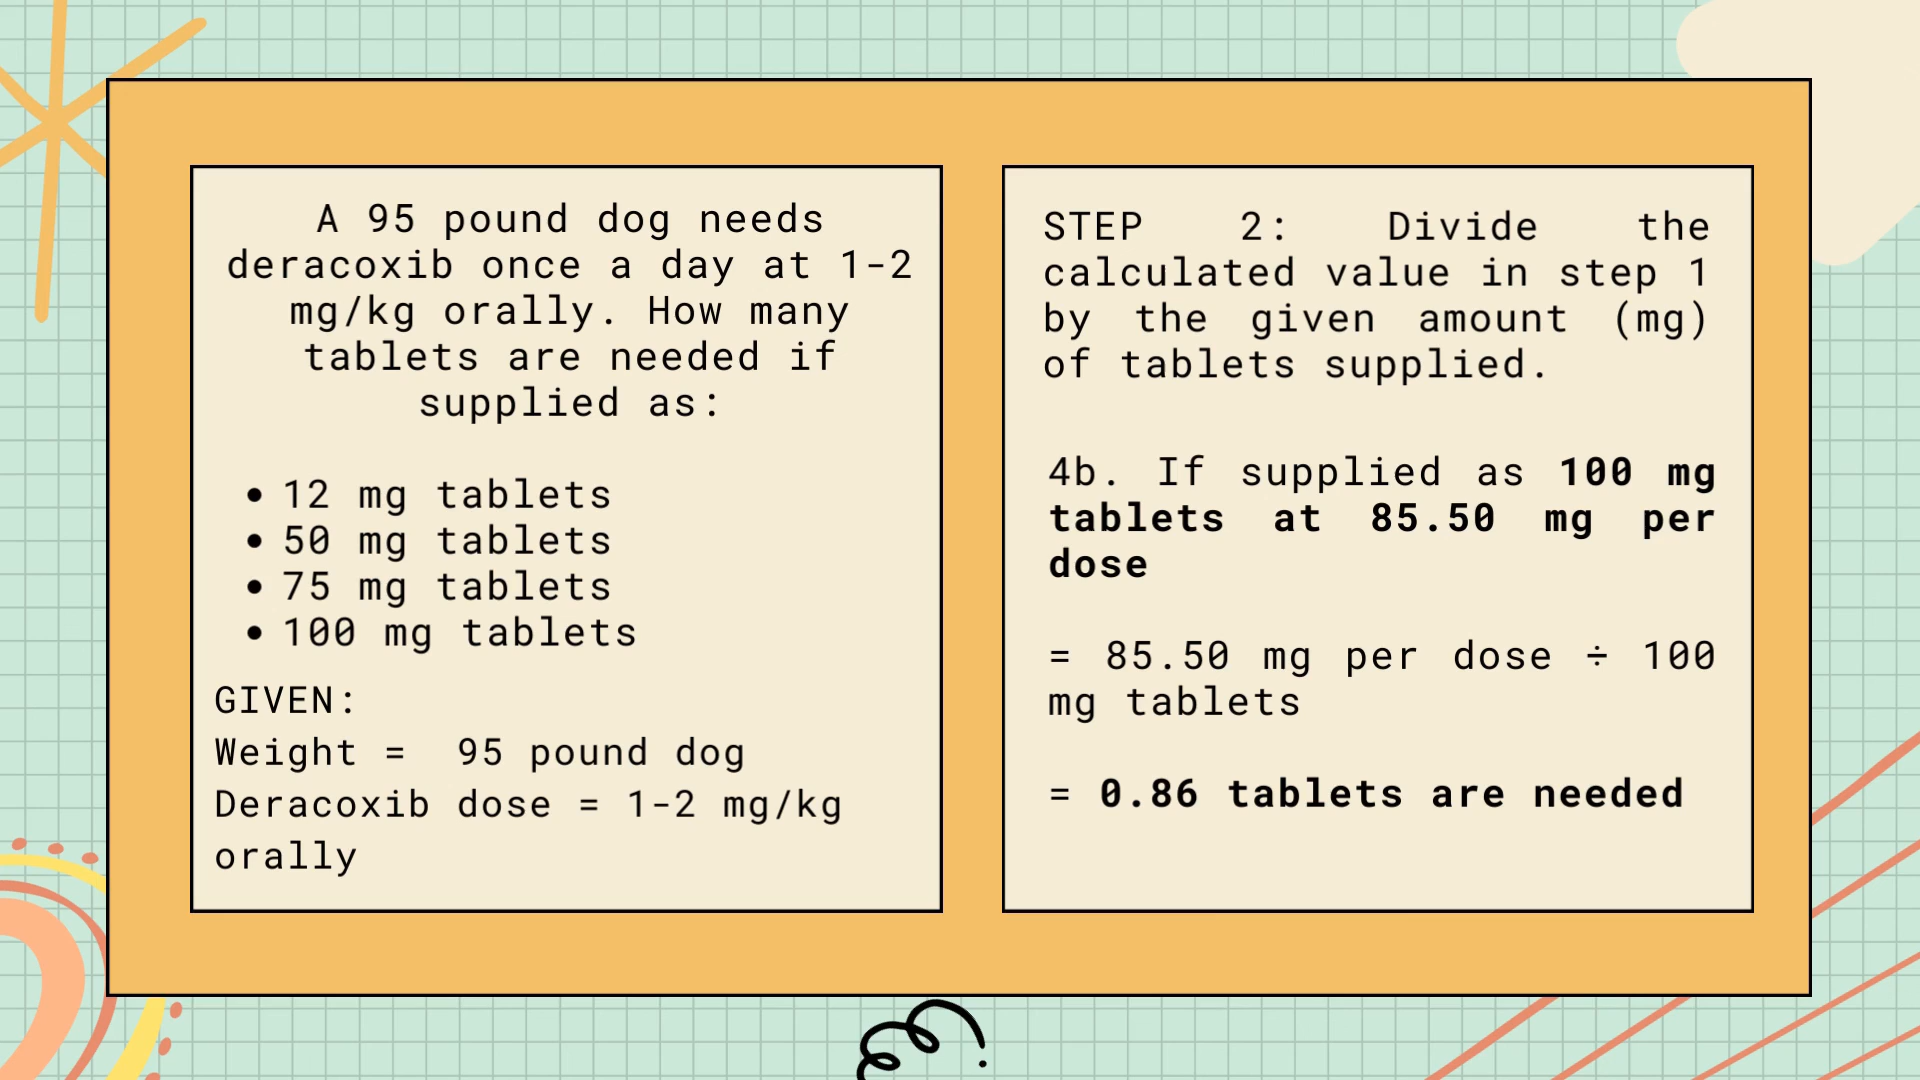 A 95 pound dog needs
deracoxib once a day at 1-2
mg/kg orally. How many
tablets are needed if
supplied as:
• 12 mg tablets
• 50 mg tablets
• 75 mg tablets
• 100 mg tablets
GIVEN:
Weight = 95 pound dog
Deracoxib dose = 1-2 mg/kg
orally
STEP 2: Divide the
calculated value in step 1
by the given amount (mg)
of tablets supplied.
4b. If supplied as 100 mg
tablets at 85.50 mg per
dose
= 85.50 mg per dose ÷ 100
mg tablets
= 0.86 tablets are needed